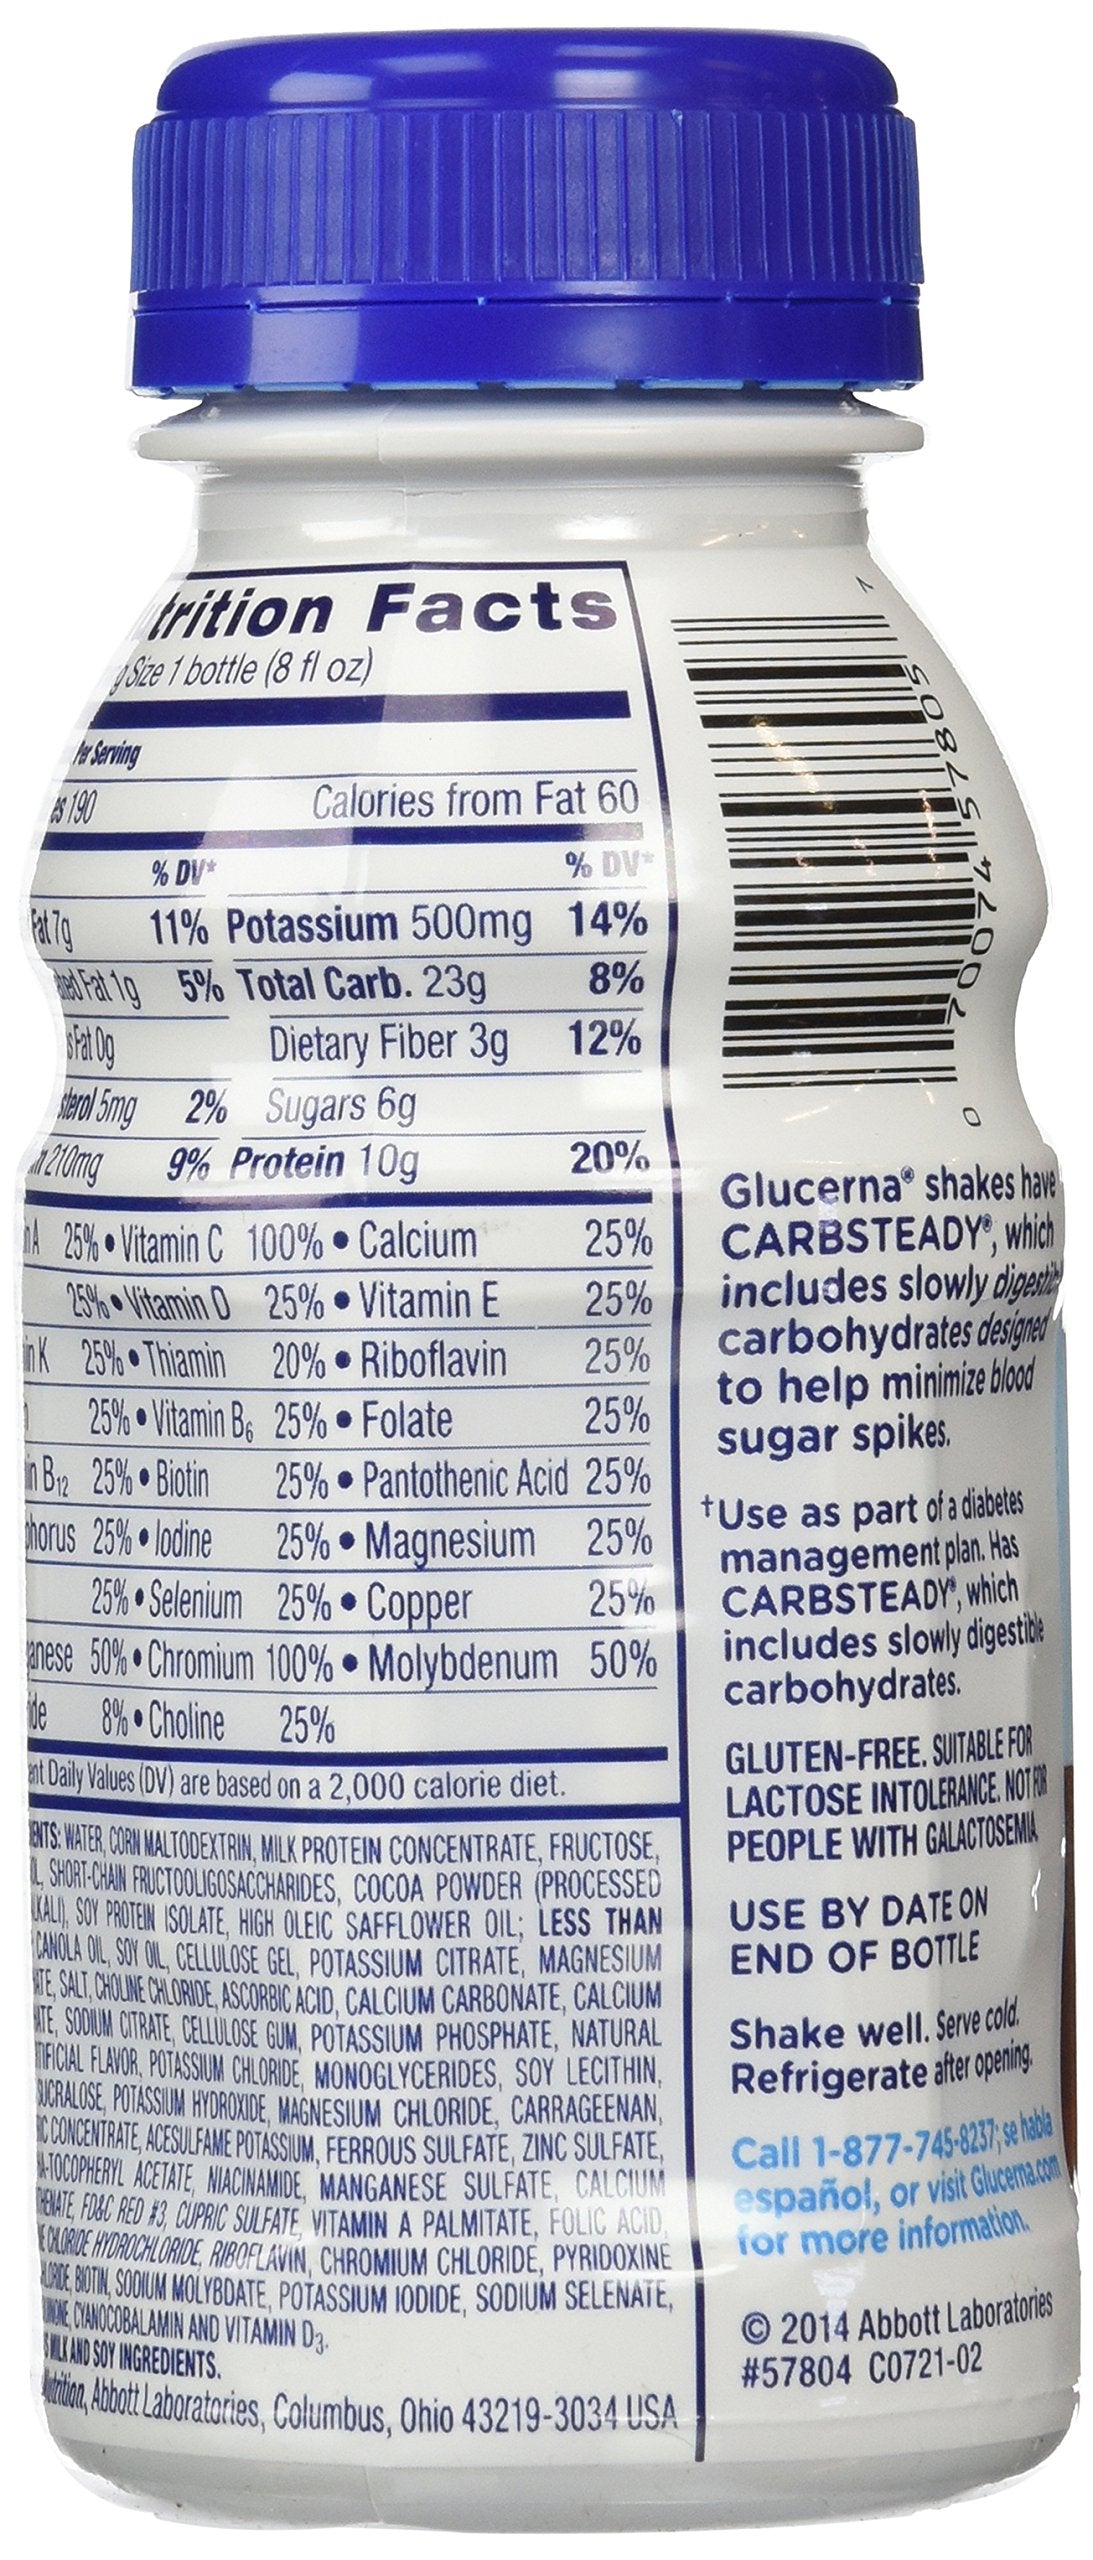 trition Facts
g Size 1 bottle (8 fl oz)
Per Serving
es 190 Calories from Fat 60
% DV* % DV*
Fat 7g 11% Potassium 500mg 14%
ed Fat 1g 5% Total Carb. 23g 8%
s Fat 0g Dietary Fiber 3g 12%
sterol 5mg 2% Sugars 6g
210mg 9% Protein 10g 20%
A 25% • Vitamin C 100% • Calcium 25%
25% • Vitamin D 25% • Vitamin E 25%
in K 25% • Thiamin 20% • Riboflavin 25%
25% • Vitamin B6 25% • Folate 25%
in B12 25% • Biotin 25% • Pantothenic Acid 25%
horus 25% • Iodine 25% • Magnesium 25%
25% • Selenium 25% • Copper 25%
anese 50% • Chromium 100% • Molybdenum 50%
ide 8% • Choline 25%
ent Daily Values (DV) are based on a 2,000 calorie diet.
ENTS: WATER, CORN MALTODEXTRIN, MILK PROTEIN CONCENTRATE, FRUCTOSE,
OL, SHORT-CHAIN FRUCTOOLIGOSACCHARIDES, COCOA POWDER (PROCESSED
LKALI), SOY PROTEIN ISOLATE, HIGH OLEIC SAFFLOWER OIL; LESS THAN
CANOLA OIL, SOY OIL, CELLULOSE GEL, POTASSIUM CITRATE, MAGNESIUM
ATE, SALT, CHOLINE CHLORIDE, ASCORBIC ACID, CALCIUM CARBONATE, CALCIUM
ATE, SODIUM CITRATE, CELLULOSE GUM, POTASSIUM PHOSPHATE, NATURAL
TIFICIAL FLAVOR, POTASSIUM CHLORIDE, MONOGLYCERIDES, SOY LECITHIN,
SUCRALOSE, POTASSIUM HYDROXIDE, MAGNESIUM CHLORIDE, CARRAGEENAN,
IC CONCENTRATE, ACESULFAME POTASSIUM, FERROUS SULFATE, ZINC SULFATE,
A-TOCOPHERYL ACETATE, NIACINAMIDE, MANGANESE SULFATE, CALCIUM
THENATE, FD&C RED #3, CUPRIC SULFATE, VITAMIN A PALMITATE, FOLIC ACID,
E CHLORIDE HYDROCHLORIDE, RIBOFLAVIN, CHROMIUM CHLORIDE, PYRIDOXINE
LORIDE, BIOTIN, SODIUM MOLYBDATE, POTASSIUM IODIDE, SODIUM SELENATE,
INONE, CYANOCOBALAMIN AND VITAMIN D3.
S MILK AND SOY INGREDIENTS.
Nutrition, Abbott Laboratories, Columbus, Ohio 43219-3034 USA
0 70074 57805 7
Glucerna® shakes have
CARBSTEADY®, which
includes slowly digestible
carbohydrates designed
to help minimize blood
sugar spikes.
†Use as part of a diabetes
management plan. Has
CARBSTEADY®, which
includes slowly digestible
carbohydrates.
GLUTEN-FREE. SUITABLE FOR
LACTOSE INTOLERANCE. NOT FOR
PEOPLE WITH GALACTOSEMIA.
USE BY DATE ON
END OF BOTTLE
Shake well. Serve cold.
Refrigerate after opening.
Call 1-877-745-8237; se habla
español, or visit Glucerna.com
for more information.
© 2014 Abbott Laboratories
#57804 C0721-02